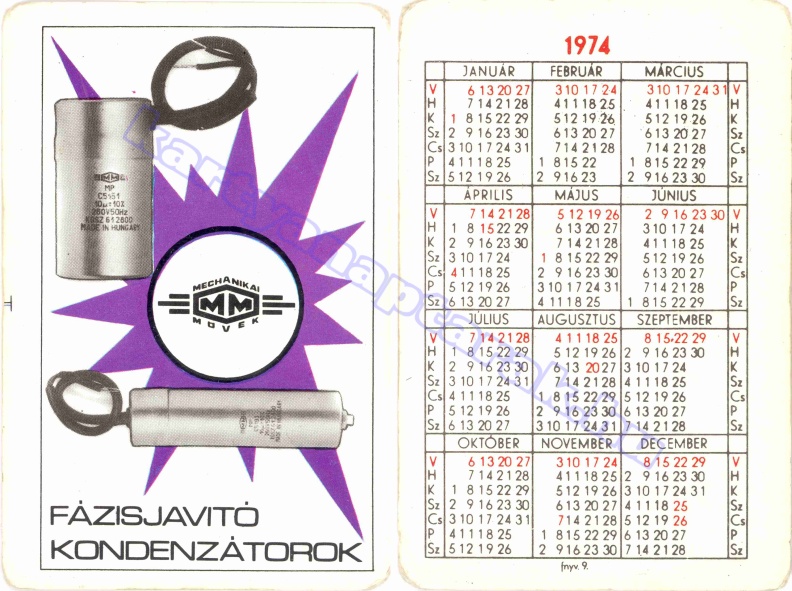 MM
MP
C5151
10µ±10%
280V50Hz
KGSZ 612800
MADE IN HUNGARY
MECHANIKAI
MM
MŰVEK
FÁZISJAVITÓ
KONDENZÁTOROK
kartyanaptarok.hu
1974
JANUÁR FEBRUÁR MÁRCIUS
V 6 13 20 27 3 10 17 24 3 10 17 24 31 V
H 7 14 21 28 4 11 18 25 4 11 18 25 H
K 1 8 15 22 29 5 12 19 26 5 12 19 26 K
Sz 2 9 16 23 30 6 13 20 27 6 13 20 27 Sz
Cs 3 10 17 24 31 7 14 21 28 7 14 21 28 Cs
P 4 11 18 25 1 8 15 22 1 8 15 22 29 P
Sz 5 12 19 26 2 9 16 23 2 9 16 23 30 Sz
ÁPRILIS MÁJUS JÚNIUS
V 7 14 21 28 5 12 19 26 2 9 16 23 30 V
H 1 8 15 22 29 6 13 20 27 3 10 17 24 H
K 2 9 16 23 30 7 14 21 28 4 11 18 25 K
Sz 3 10 17 24 1 8 15 22 29 5 12 19 26 Sz
Cs 4 11 18 25 2 9 16 23 30 6 13 20 27 Cs
P 5 12 19 26 3 10 17 24 31 7 14 21 28 P
Sz 6 13 20 27 4 11 18 25 1 8 15 22 29 Sz
JÚLIUS AUGUSZTUS SZEPTEMBER
V 7 14 21 28 4 11 18 25 1 8 15 22 29 V
H 1 8 15 22 29 5 12 19 26 2 9 16 23 30 H
K 2 9 16 23 30 6 13 20 27 3 10 17 24 K
Sz 3 10 17 24 31 7 14 21 28 4 11 18 25 Sz
Cs 4 11 18 25 1 8 15 22 29 5 12 19 26 Cs
P 5 12 19 26 2 9 16 23 30 6 13 20 27 P
Sz 6 13 20 27 3 10 17 24 31 7 14 21 28 Sz
OKTÓBER NOVEMBER DECEMBER
V 6 13 20 27 3 10 17 24 1 8 15 22 29 V
H 7 14 21 28 4 11 18 25 2 9 16 23 30 H
K 1 8 15 22 29 5 12 19 26 3 10 17 24 31 K
Sz 2 9 16 23 30 6 13 20 27 4 11 18 25 Sz
Cs 3 10 17 24 31 7 14 21 28 5 12 19 26 Cs
P 4 11 18 25 1 8 15 22 29 6 13 20 27 P
Sz 5 12 19 26 2 9 16 23 30 7 14 21 28 Sz
fnyv. 9.